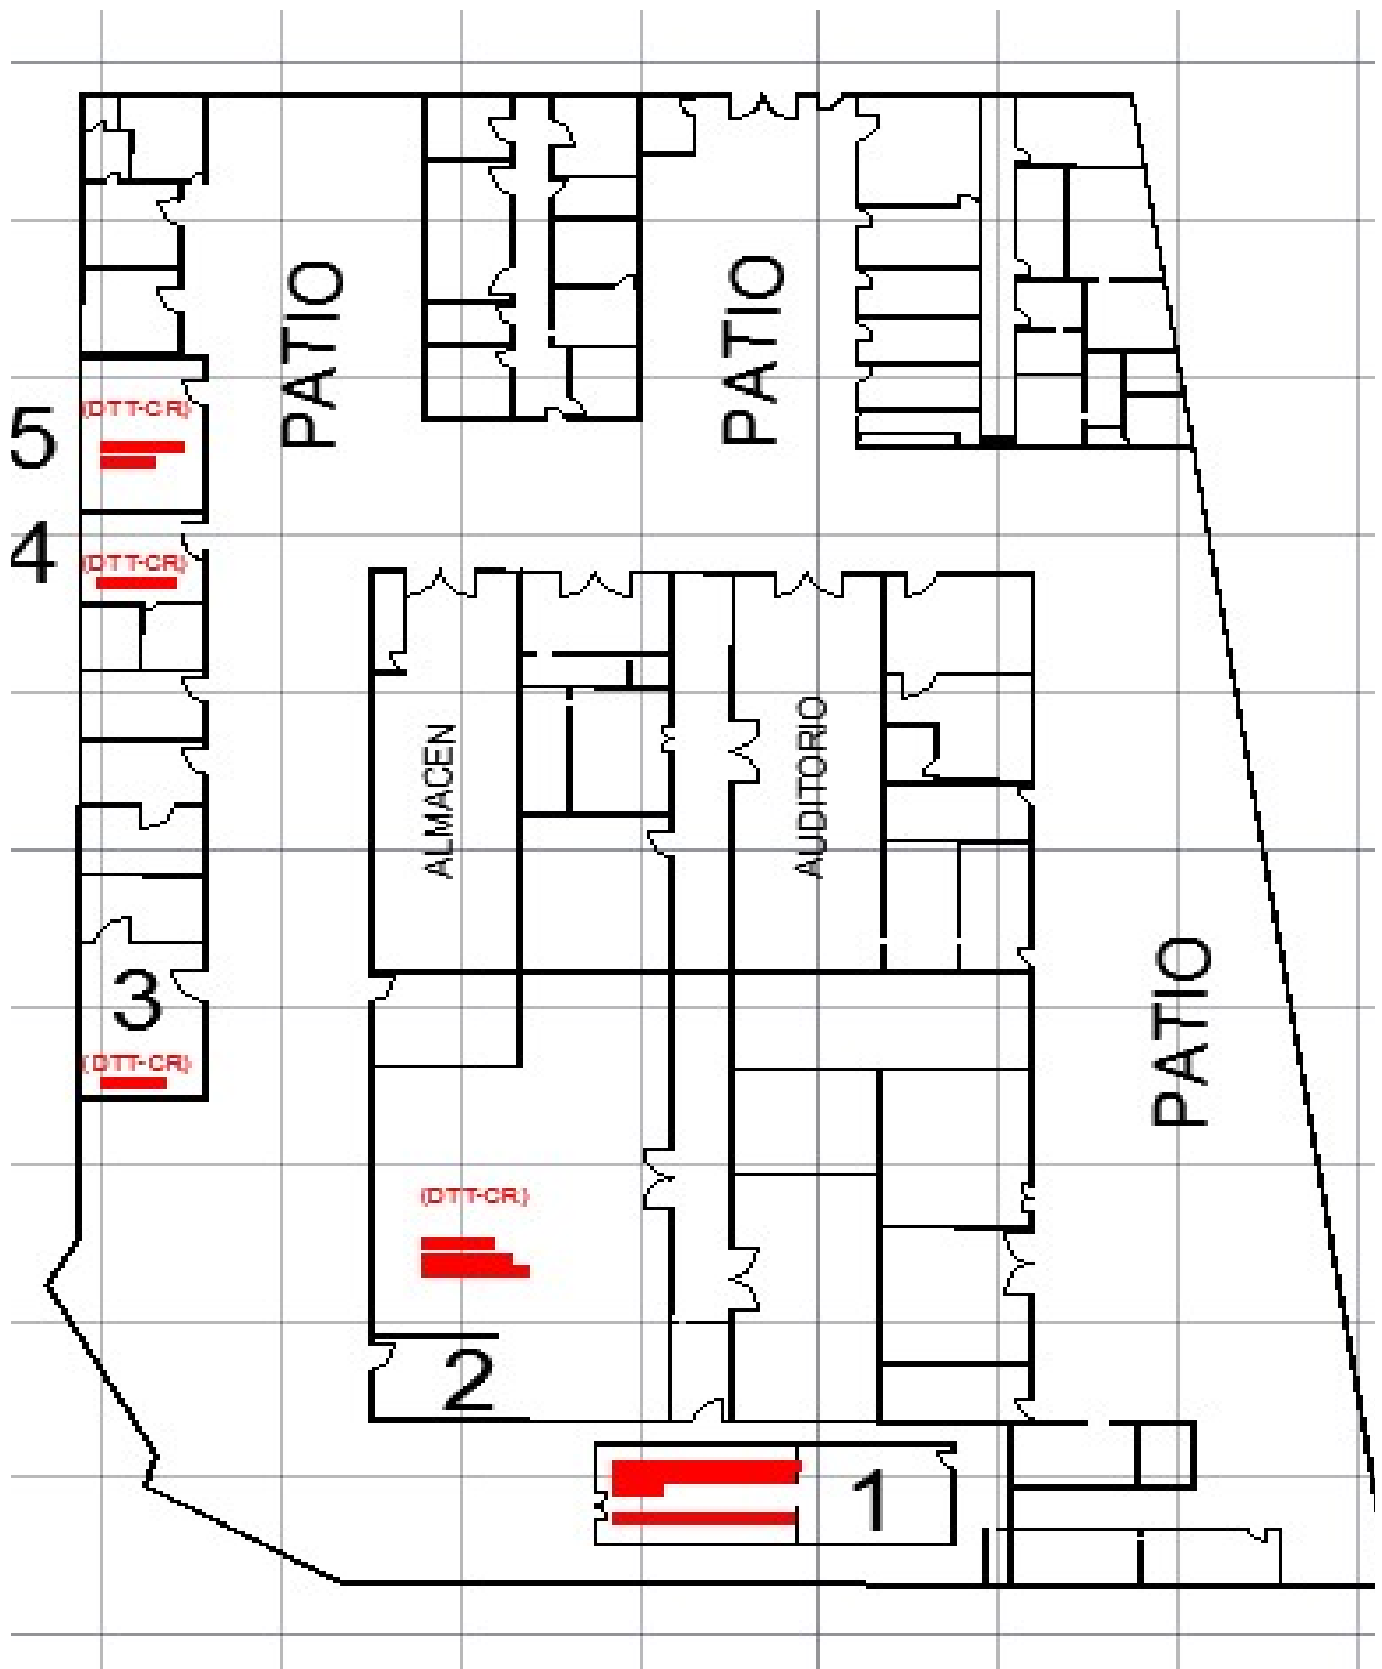 PATIO
PATIO
5
(DTT-CR)
4
(DTT-CR)
ALMACEN
AUDITORIO
3
(DTT-CR)
PATIO
(DTT-CR)
2
1